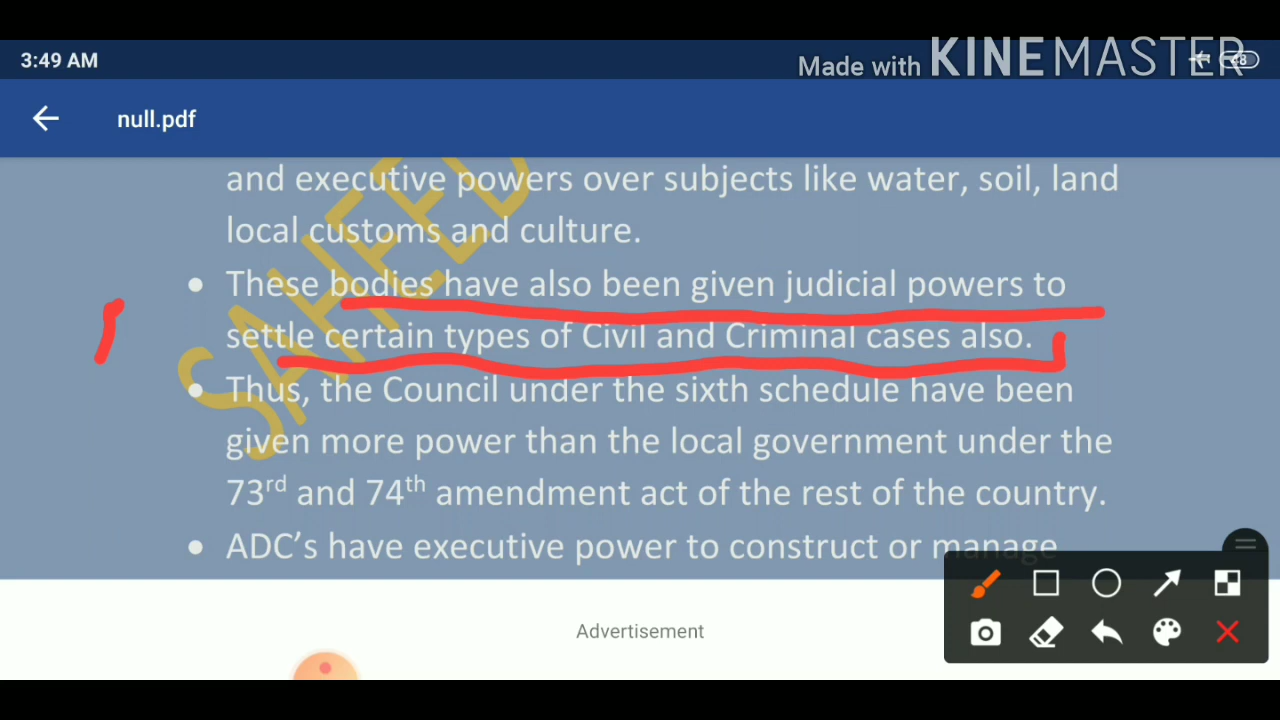 Made with KINEMASTER
3:49 AM
null.pdf
and executive powers over subjects like water, soil, land
local customs and culture.
• These bodies have also been given judicial powers to
settle certain types of Civil and Criminal cases also.
• Thus, the Council under the sixth schedule have been
given more power than the local government under the
73rd and 74th amendment act of the rest of the country.
• ADC’s have executive power to construct or manage
SAHEED
Advertisement